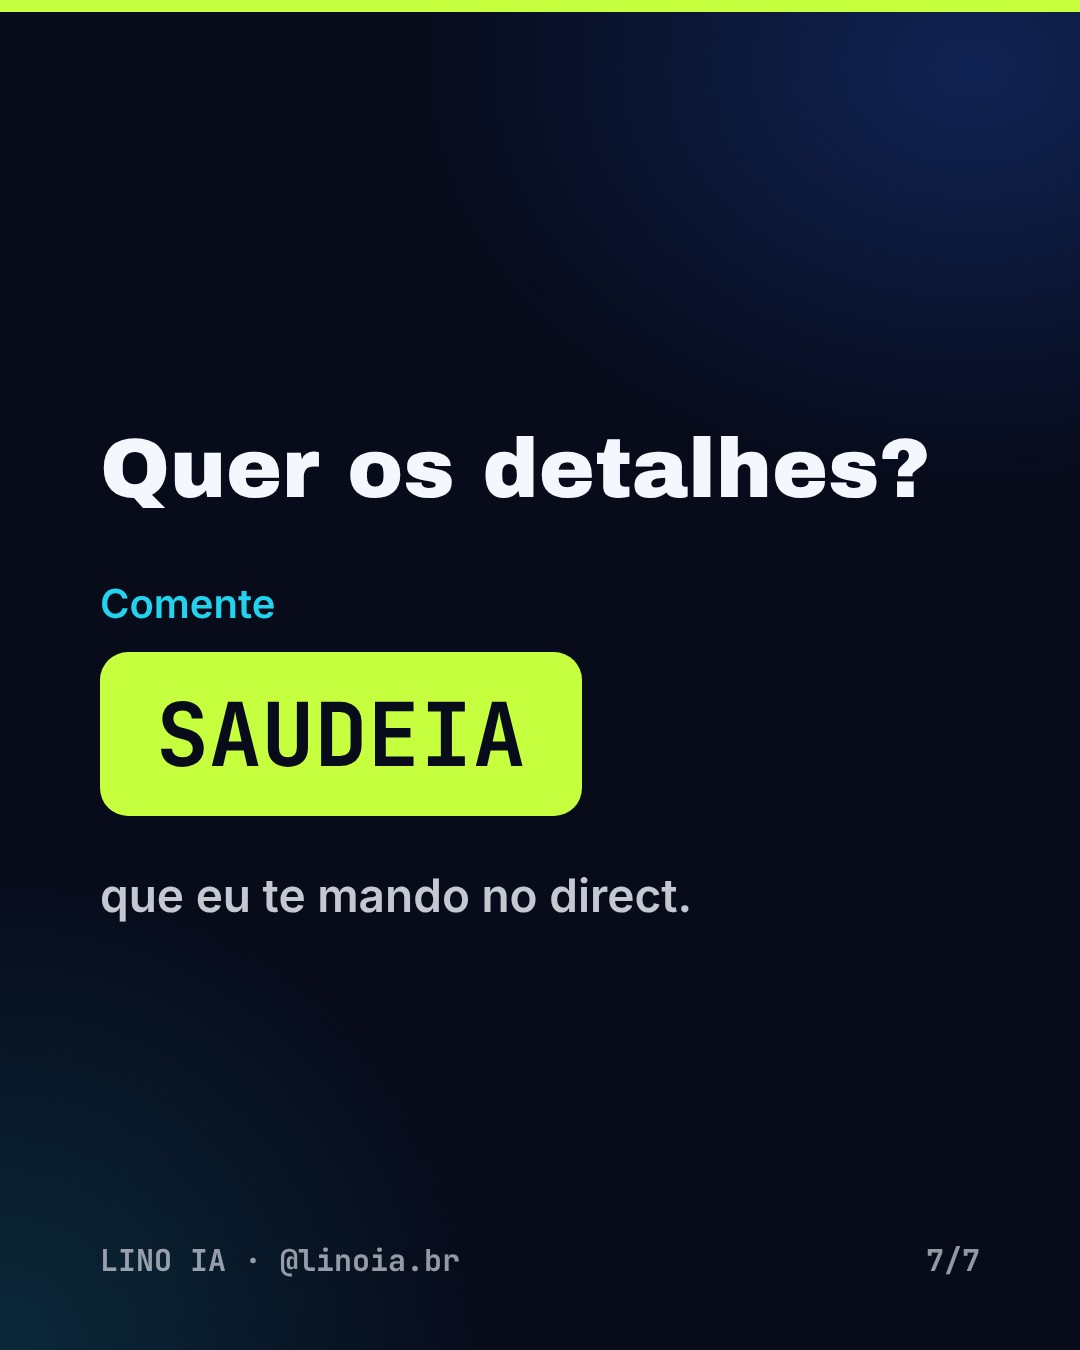 Quer os detalhes?
Comente
SAUDEIA
que eu te mando no direct.
LINO IA · @linoia.br
7/7